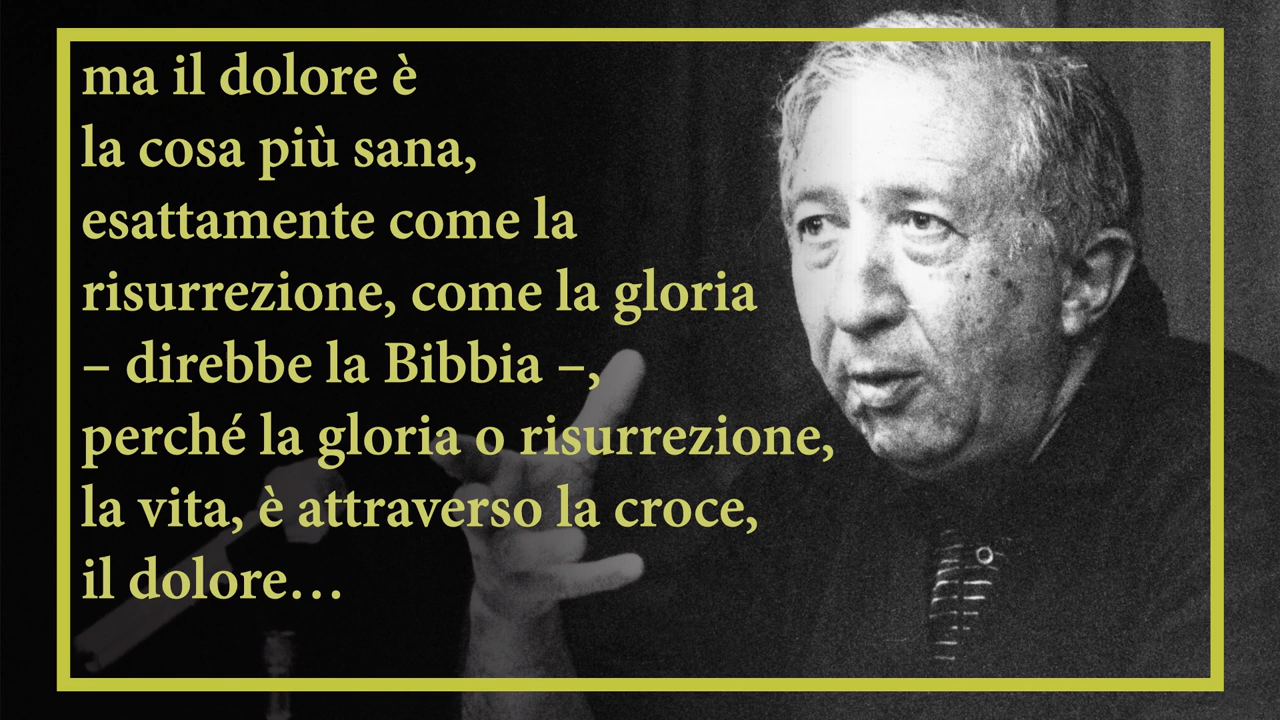 ma il dolore è
la cosa più sana,
esattamente come la
risurrezione, come la gloria
– direbbe la Bibbia –,
perché la gloria o risurrezione,
la vita, è attraverso la croce,
il dolore…